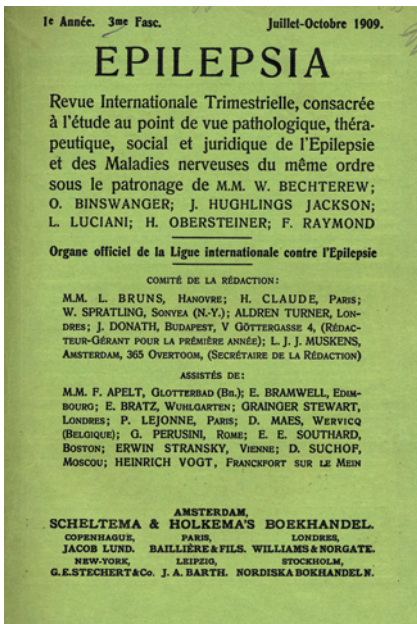 1e Année. 3me Fasc. Juillet-Octobre 1909.
EPILEPSIA
Revue Internationale Trimestrielle, consacrée
à l'étude au point de vue pathologique, théra-
peutique, social et juridique de l'Epilepsie
et des Maladies nerveuses du même ordre
sous le patronage de M.M. W. BECHTEREW;
O. BINSWANGER; J. HUGHLINGS JACKSON;
L. LUCIANI; H. OBERSTEINER; F. RAYMOND
Organe officiel de la Ligue internationale contre l'Epilepsie
COMITÉ DE LA RÉDACTION:
M.M. L. BRUNS, HANOVRE; H. CLAUDE, PARIS;
W. SPRATLING, SONYEA (N.-Y.); ALDREN TURNER, LON-
DRES; J. DONATH, BUDAPEST, V GÖTTERGASSE 4, (RÉDAC-
TEUR-GÉRANT POUR LA PRÉMIÈRE ANNÉE); L. J. J. MUSKENS,
AMSTERDAM, 365 OVERTOOM, (SECRÉTAIRE DE LA RÉDACTION)
ASSISTÉS DE:
M.M. F. APELT, GLOTTERBAD (BN.); E. BRAMWELL, EDIM-
BOURG; E. BRATZ, WUHLGARTEN; GRAINGER STEWART,
LONDRES; P. LEJONNE, PARIS; D. MAES, WERVICQ
(BELGIQUE); G. PERUSINI, ROME; E. E. SOUTHARD,
BOSTON; ERWIN STRANSKY, VIENNE; D. SUCHOF,
MOSCOU; HEINRICH VOGT, FRANCKFORT SUR LE MEIN
AMSTERDAM,
SCHELTEMA & HOLKEMA'S BOEKHANDEL.
COPENHAGUE, PARIS, LONDRES,
JACOB LUND. BAILLIÈRE & FILS. WILLIAMS & NORGATE.
NEW-YORK, LEIPZIG, STOCKHOLM,
G. E. STECHERT & Co. J. A. BARTH. NORDISKA BOKHANDELN.